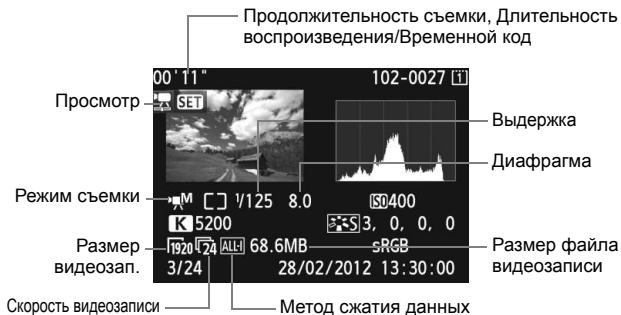 Продолжительность съемки, Длительность
воспроизведения/Временной код
00'11" 102-0027 1
Просмотр
SET
Выдержка
Диафрагма
Режим съемки
M 1/125 8.0 ISO 400
K 5200 S 3, 0, 0, 0
Размер
видеозап.
1920 24 ALL-I 68.6MB sRGB
Размер файла
видеозаписи
3/24 28/02/2012 13:30:00
Скорость видеозаписи
Метод сжатия данных